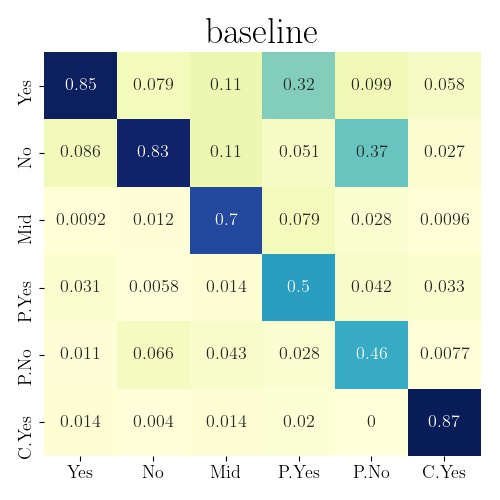 baseline
Yes 0.85 0.079 0.11 0.32 0.099 0.058
No 0.086 0.83 0.11 0.051 0.37 0.027
Mid 0.0092 0.012 0.7 0.079 0.028 0.0096
P.Yes 0.031 0.0058 0.014 0.5 0.042 0.033
P.No 0.011 0.066 0.043 0.028 0.46 0.0077
C.Yes 0.014 0.004 0.014 0.02 0 0.87
Yes No Mid P.Yes P.No C.Yes